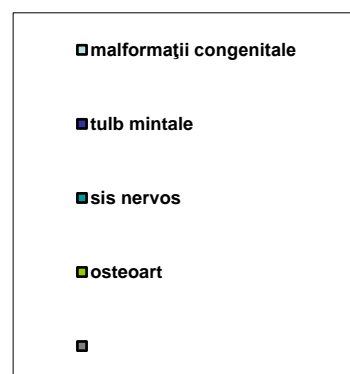 malformaţii congenitale
tulb mintale
sis nervos
osteoart